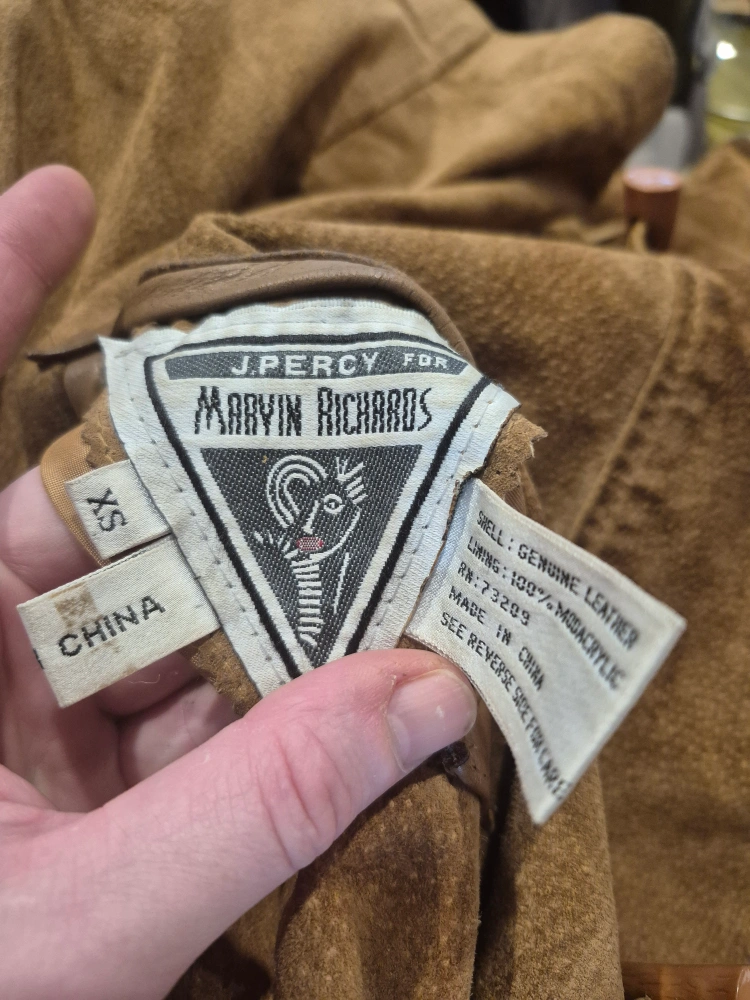 J.PERCY FOR
MARVIN RICHARDS
XS
CHINA
SHELL: GENUINE LEATHER
LINING: 100% MODACRYLIC
RN: 73209
MADE IN CHINA
SEE REVERSE SIDE FOR CARE